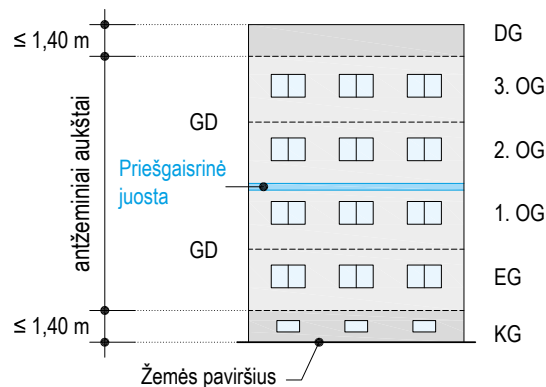 ≤ 1,40 m
DG
3. OG
GD
2. OG
Priešgaisrinė
juosta
antžeminiai aukštai
1. OG
GD
EG
≤ 1,40 m
KG
Žemės paviršius